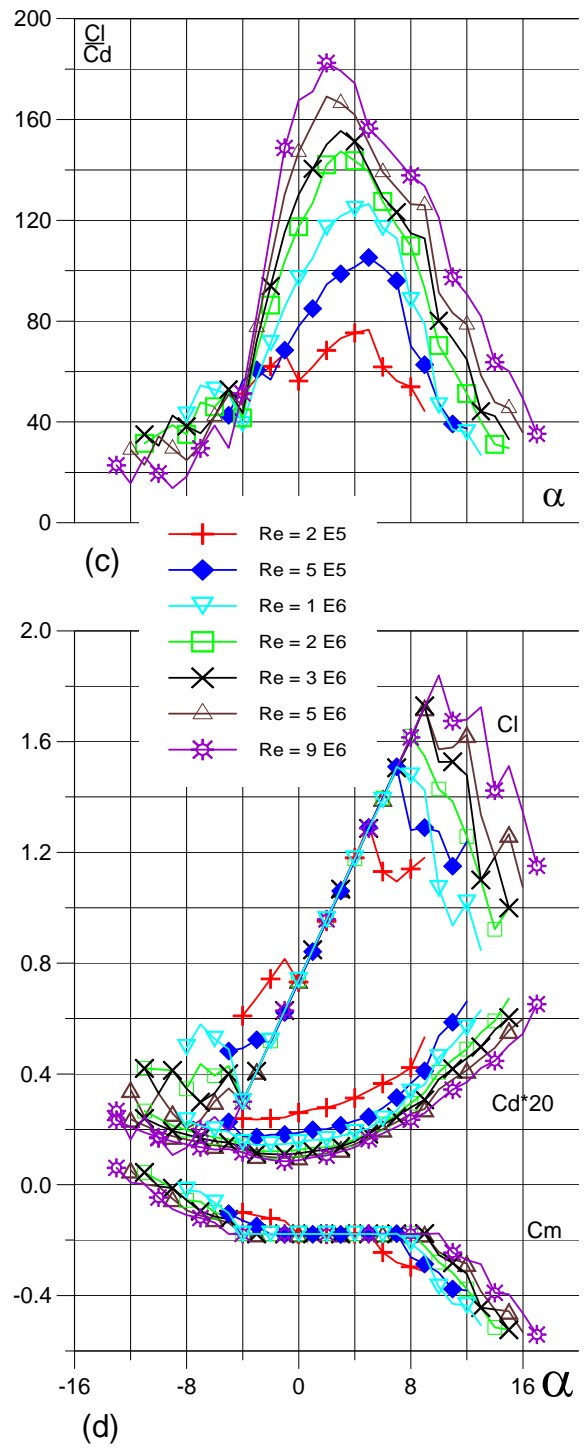 200
Cl
Cd
160
120
80
40
0
α
(c)
Re = 2 E5
Re = 5 E5
Re = 1 E6
Re = 2 E6
Re = 3 E6
Re = 5 E6
Re = 9 E6
2.0
Cl
1.6
1.2
0.8
0.4
Cd*20
0.0
Cm
-0.4
-16 -8 0 8 16 α
(d)